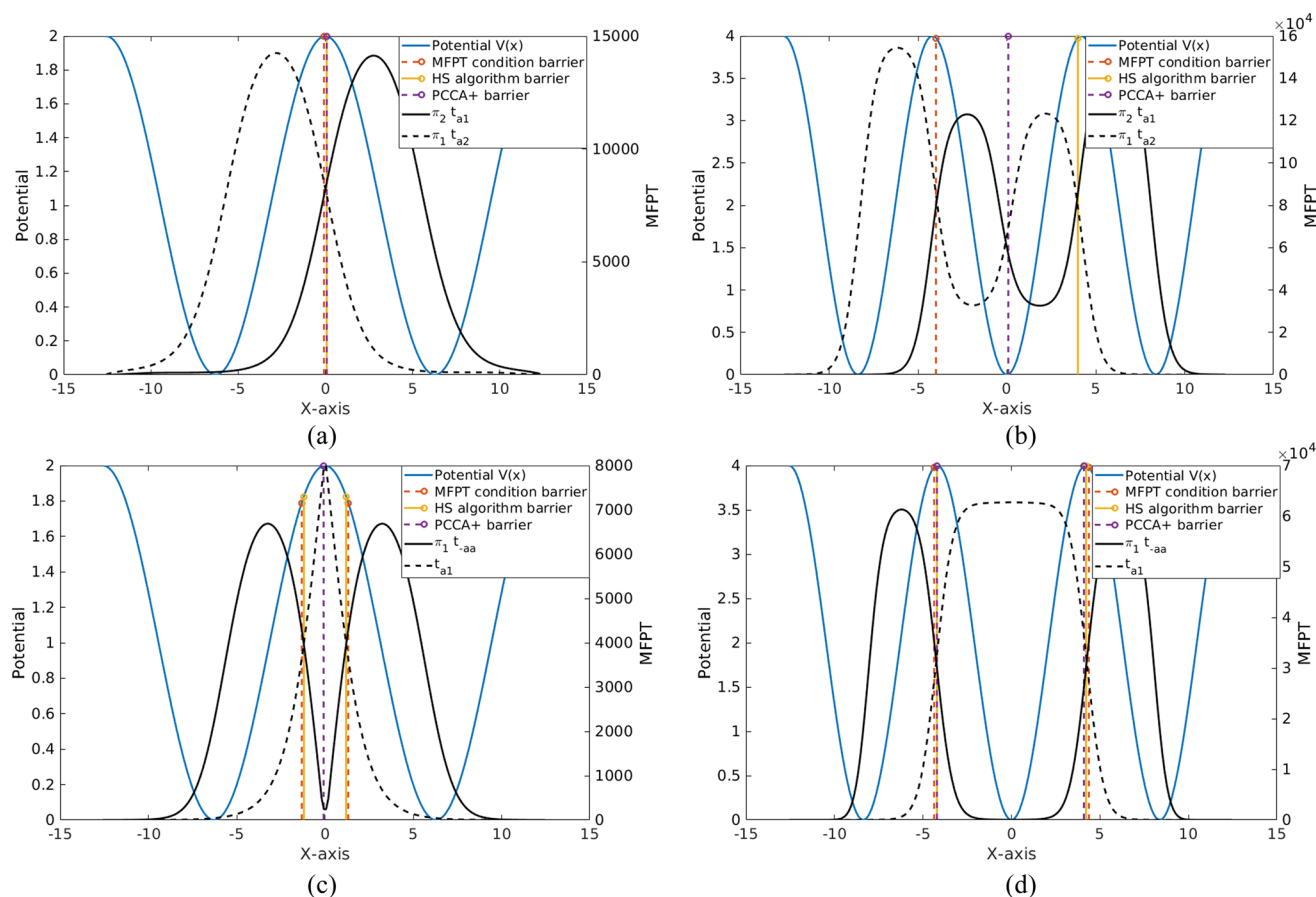 2
1.8
1.6
1.4
1.2
1
0.8
0.6
0.4
0.2
0
Potential
-15
-10
-5
0
5
10
15
X-axis
15000
10000
5000
0
MFPT
Potential V(x)
MFPT condition barrier
HS algorithm barrier
PCCA+ barrier
π2 ta1
π1 ta2
(a)
4
3.5
3
2.5
2
1.5
1
0.5
0
Potential
-15
-10
-5
0
5
10
15
X-axis
×10^4
16
14
12
10
8
6
4
2
0
MFPT
Potential V(x)
MFPT condition barrier
HS algorithm barrier
PCCA+ barrier
π2 ta1
π1 ta2
(b)
2
1.8
1.6
1.4
1.2
1
0.8
0.6
0.4
0.2
0
Potential
-15
-10
-5
0
5
10
15
X-axis
8000
7000
6000
5000
4000
3000
2000
1000
0
MFPT
Potential V(x)
MFPT condition barrier
HS algorithm barrier
PCCA+ barrier
π1 t-aa
ta1
(c)
4
3.5
3
2.5
2
1.5
1
0.5
0
Potential
-15
-10
-5
0
5
10
15
X-axis
×10^4
7
6
5
4
3
2
1
0
MFPT
Potential V(x)
MFPT condition barrier
HS algorithm barrier
PCCA+ barrier
π1 t-aa
ta1
(d)